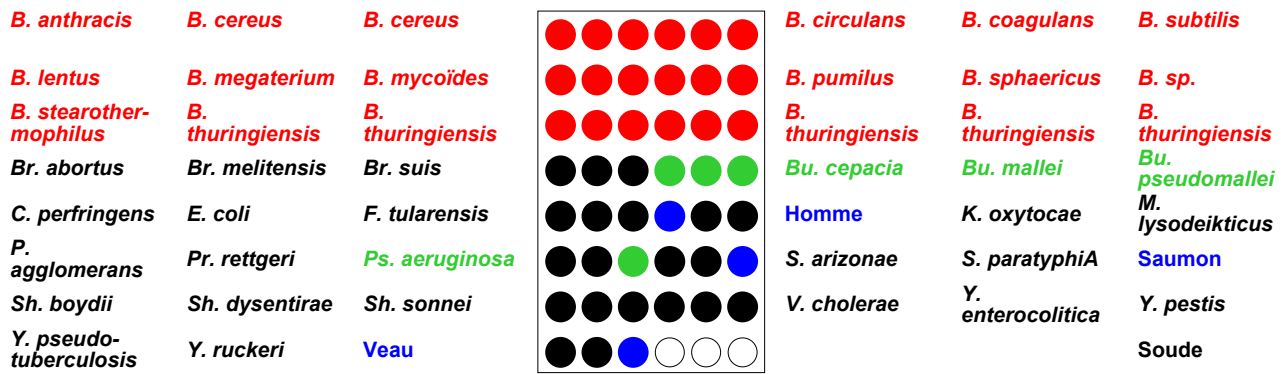 B. anthracis B. cereus B. cereus B. circulans B. coagulans B. subtilis
B. lentus B. megaterium B. mycoïdes B. pumilus B. sphaericus B. sp.
B. stearother- B. B. B. B. B.
mophilus thuringiensis thuringiensis thuringiensis thuringiensis thuringiensis
Br. abortus Br. melitensis Br. suis Bu. cepacia Bu. mallei Bu.
pseudomallei
C. perfringens E. coli F. tularensis Homme K. oxytocae M.
lysodeikticus
P. Pr. rettgeri Ps. aeruginosa S. arizonae S. paratyphiA Saumon
agglomerans
Sh. boydii Sh. dysentirae Sh. sonnei V. cholerae Y. Y. pestis
enterocolitica
Y. pseudo- Y. ruckeri Veau Soude
tuberculosis